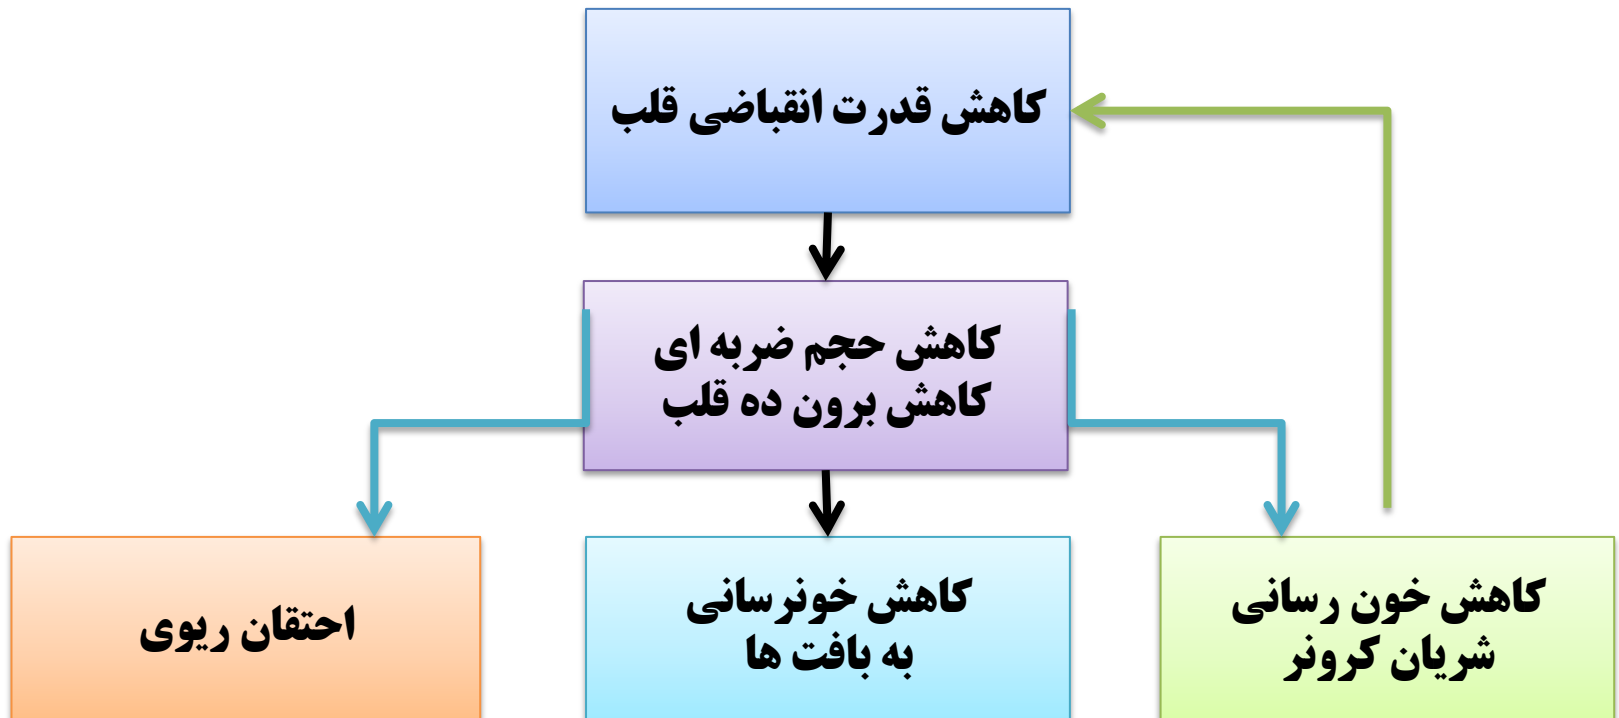 کاهش قدرت انقباضی قلب
کاهش حجم ضربه ای
کاهش برون ده قلب
کاهش خون رسانی
شریان کرونر
کاهش خونرسانی
به بافت ها
احتقان ریوی